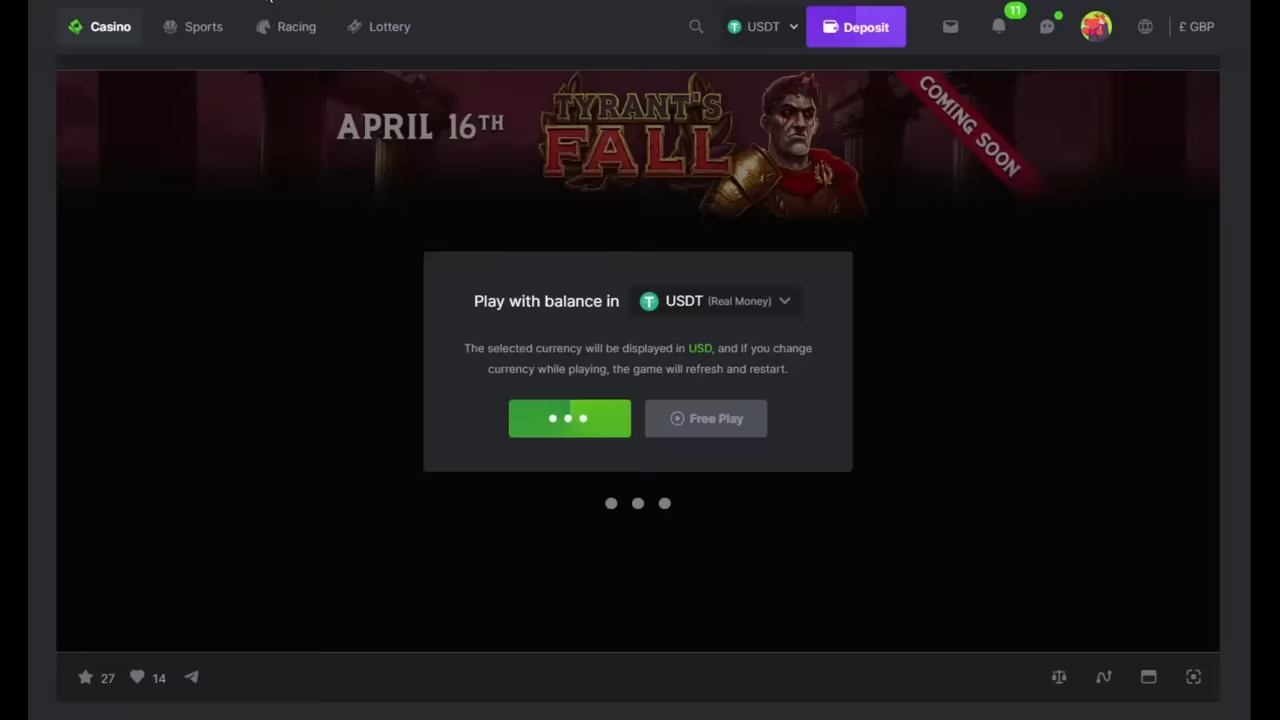 Casino
Sports
Racing
Lottery
USDT
Deposit
11
£ GBP
APRIL 16TH
TYRANT'S
FALL
COMING SOON
Play with balance in
USDT (Real Money)
The selected currency will be displayed in USD, and if you change
currency while playing, the game will refresh and restart.
Free Play
27
14